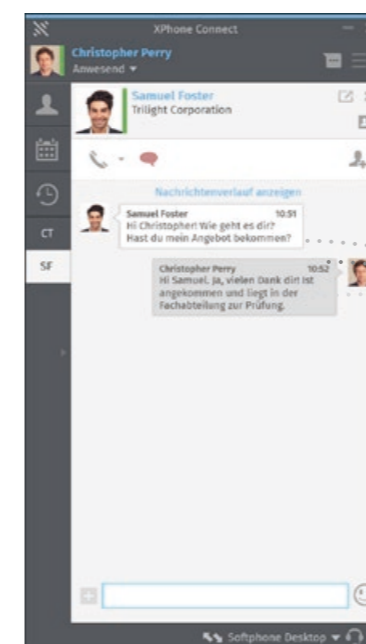 XPhone Connect
Christopher Perry
Anwesend
Samuel Foster
Trilight Corporation
Nachrichtenverlauf anzeigen
Samuel Foster 10:51
Hi Christopher! Wie geht es dir?
Hast du mein Angebot bekommen?
Christopher Perry 10:52
Hi Samuel. Ja, vielen Dank dir! Ist
angekommen und liegt in der
Fachabteilung zur Prüfung.
CT
SF
Softphone Desktop